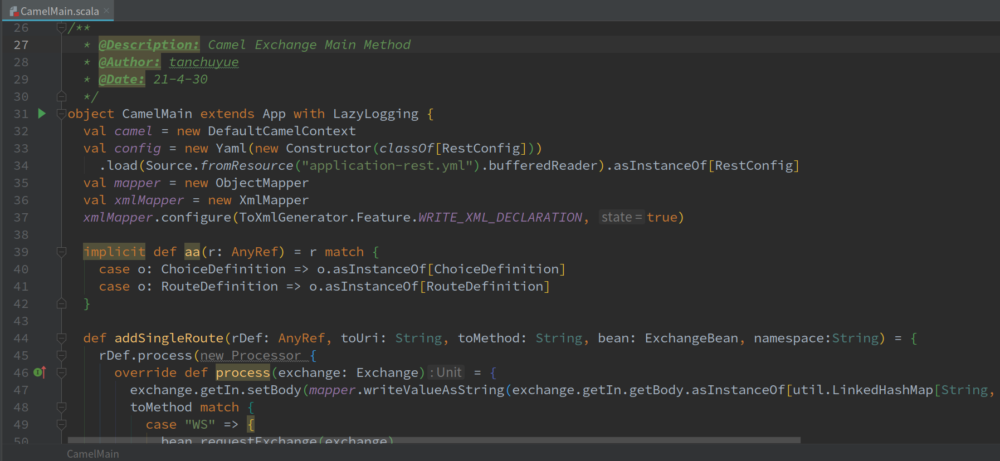 CamelMain.scala
26 /**
27 * @Description: Camel Exchange Main Method
28 * @Author: tanchuyue
29 * @Date: 21-4-30
30 */
31 object CamelMain extends App with LazyLogging {
32 val camel = new DefaultCamelContext
33 val config = new Yaml(new Constructor(classOf[RestConfig]))
34 .load(Source.fromResource("application-rest.yml").bufferedReader).asInstanceOf[RestConfig]
35 val mapper = new ObjectMapper
36 val xmlMapper = new XmlMapper
37 xmlMapper.configure(ToXmlGenerator.Feature.WRITE_XML_DECLARATION, state = true)
38
39 implicit def aa(r: AnyRef) = r match {
40 case o: ChoiceDefinition => o.asInstanceOf[ChoiceDefinition]
41 case o: RouteDefinition => o.asInstanceOf[RouteDefinition]
42 }
43
44 def addSingleRoute(rDef: AnyRef, toUri: String, toMethod: String, bean: ExchangeBean, namespace:String) = {
45 rDef.process(new Processor {
46 override def process(exchange: Exchange) : Unit = {
47 exchange.getIn.setBody(mapper.writeValueAsString(exchange.getIn.getBody.asInstanceOf[util.LinkedHashMap[String,
48 toMethod match {
49 case "WS" => {
50 bean.requestExchange(exchange)
CamelMain